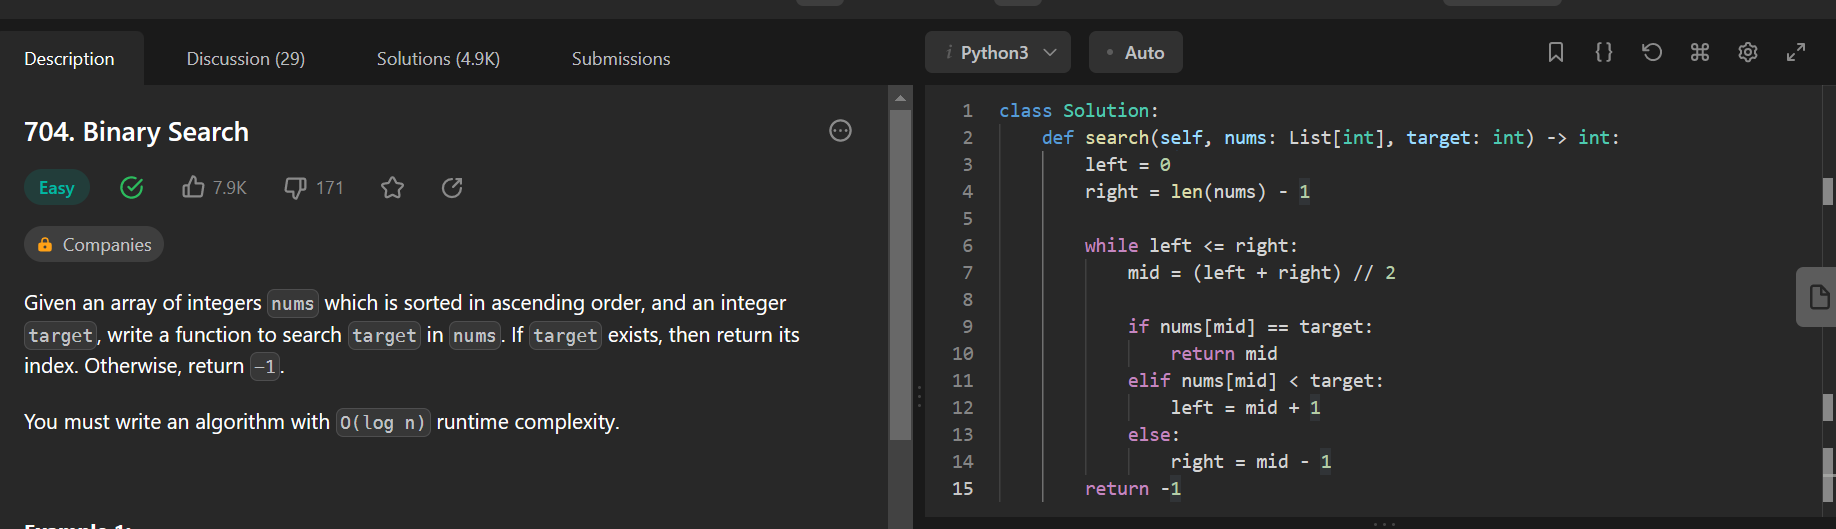 Description Discussion (29) Solutions (4.9K) Submissions
704. Binary Search
Easy 7.9K 171
Companies
Given an array of integers nums which is sorted in ascending order, and an integer
target, write a function to search target in nums. If target exists, then return its
index. Otherwise, return -1.
You must write an algorithm with O(log n) runtime complexity.
Example 1:
i Python3 • Auto
1 class Solution:
2     def search(self, nums: List[int], target: int) -> int:
3         left = 0
4         right = len(nums) - 1
5
6         while left <= right:
7             mid = (left + right) // 2
8
9             if nums[mid] == target:
10                 return mid
11             elif nums[mid] < target:
12                 left = mid + 1
13             else:
14                 right = mid - 1
15         return -1